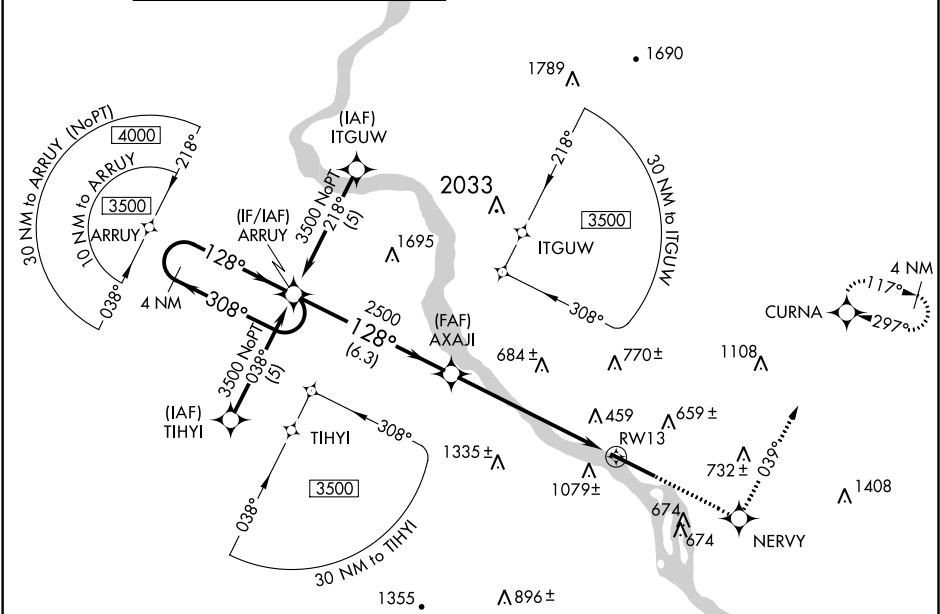 1789
1690
30 NM to ARRUY (NoPT)
4000
218°
10 NM to ARRUY
3500
ARRUY
038°
(IAF)
ITGUW
3500 NoPT
218°
(5)
2033
218°
30 NM to ITGUW
3500
ITGUW
308°
(IF/IAF)
ARRUY
1695
128°
4 NM
308°
2500
128°
(6.3)
(FAF)
AXAJI
4 NM
117°
297°
CURNA
3500 NoPT
038°
(5)
(IAF)
TIHYI
684 ±
770 ±
1108
459
659 ±
RW13
TIHYI
308°
3500
038°
30 NM to TIHYI
1335 ±
1079±
732 ±
039°
1408
674
674
NERVY
1355
896 ±